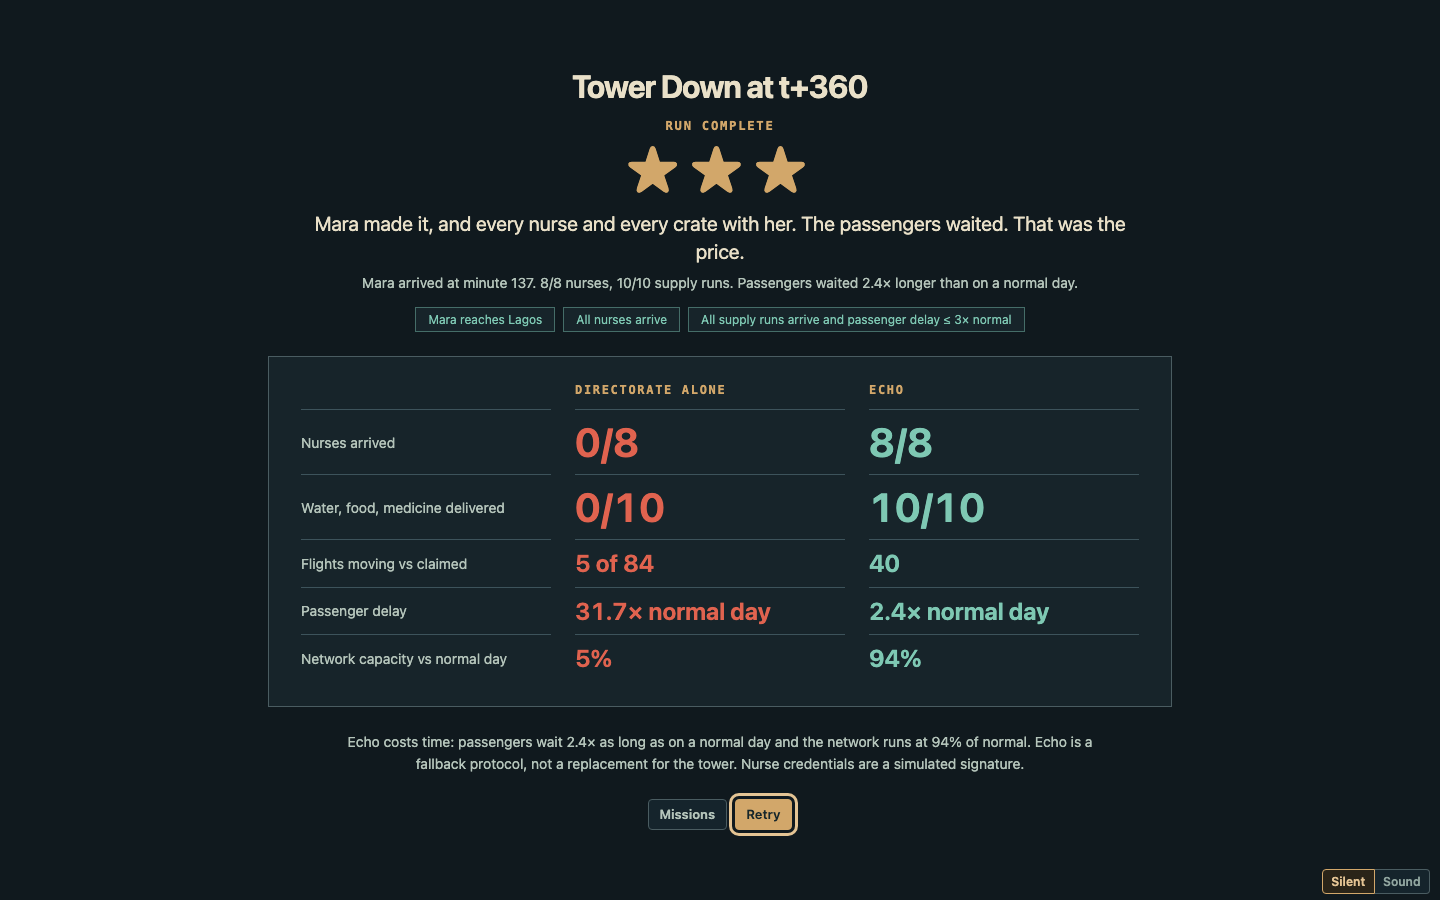 Tower Down at t+360
RUN COMPLETE
Mara made it, and every nurse and every crate with her. The passengers waited. That was the
price.
Mara arrived at minute 137. 8/8 nurses, 10/10 supply runs. Passengers waited 2.4× longer than on a normal day.
Mara reaches Lagos
All nurses arrive
All supply runs arrive and passenger delay ≤ 3× normal
DIRECTORATE ALONE
ECHO
Nurses arrived
0/8
8/8
Water, food, medicine delivered
0/10
10/10
Flights moving vs claimed
5 of 84
40
Passenger delay
31.7× normal day
2.4× normal day
Network capacity vs normal day
5%
94%
Echo costs time: passengers wait 2.4× as long as on a normal day and the network runs at 94% of normal. Echo is a
fallback protocol, not a replacement for the tower. Nurse credentials are a simulated signature.
Missions
Retry
Silent
Sound